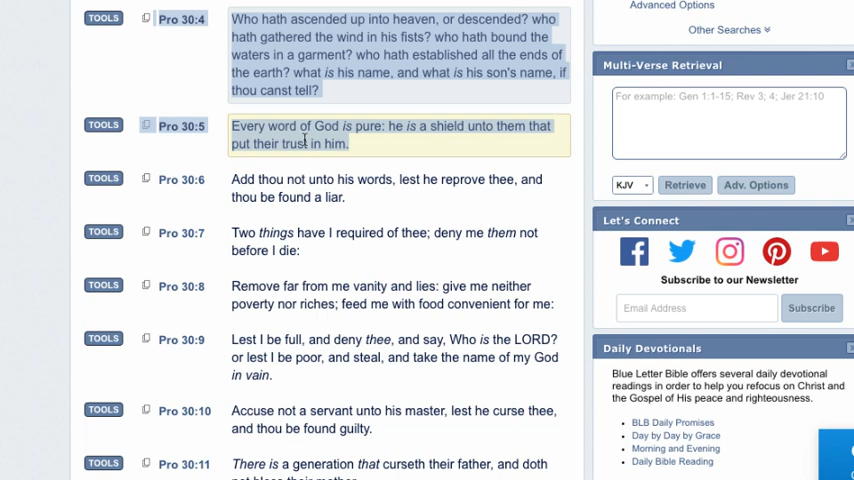 Advanced Options
Other Searches
TOOLS Pro 30:4 Who hath ascended up into heaven, or descended? who
hath gathered the wind in his fists? who hath bound the
waters in a garment? who hath established all the ends of
the earth? what is his name, and what is his son's name, if
thou canst tell?
TOOLS Pro 30:5 Every word of God is pure: he is a shield unto them that
put their trust in him.
TOOLS Pro 30:6 Add thou not unto his words, lest he reprove thee, and
thou be found a liar.
TOOLS Pro 30:7 Two things have I required of thee; deny me them not
before I die:
TOOLS Pro 30:8 Remove far from me vanity and lies: give me neither
poverty nor riches; feed me with food convenient for me:
TOOLS Pro 30:9 Lest I be full, and deny thee, and say, Who is the LORD?
or lest I be poor, and steal, and take the name of my God
in vain.
TOOLS Pro 30:10 Accuse not a servant unto his master, lest he curse thee,
and thou be found guilty.
TOOLS Pro 30:11 There is a generation that curseth their father, and doth
not bless their mother.
Multi-Verse Retrieval
For example: Gen 1:1-15; Rev 3; 4; Jer 21:10
KJV Retrieve Adv. Options
Let's Connect
Subscribe to our Newsletter
Email Address Subscribe
Daily Devotionals
Blue Letter Bible offers several daily devotional
readings in order to help you refocus on Christ and
the Gospel of His peace and righteousness.
• BLB Daily Promises
• Day by Day by Grace
• Morning and Evening
• Daily Bible Reading